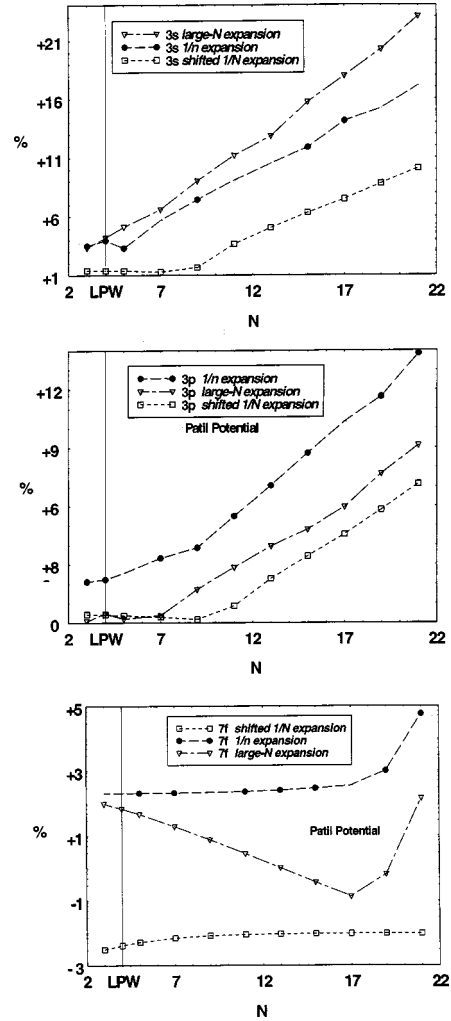 +21
+16
%
+11
+6
+1
3s large-N expansion
3s 1/n expansion
3s shifted 1/N expansion
2 LPW 7 12 17 22
N
+12
+9
%
+6
+8
-
0
3p 1/n expansion
3p large-N expansion
3p shifted 1/N expansion
Patil Potential
2 LPW 7 12 17 22
N
+5
+3
%
+1
-1
-3
7f shifted 1/N expansion
7f 1/n expansion
7f large-N expansion
Patil Potential
2 LPW 7 12 17 22
N